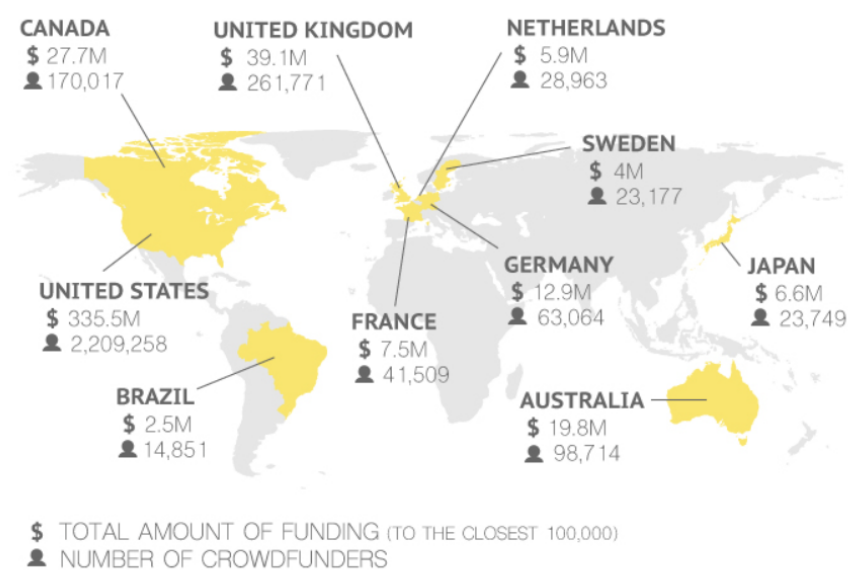 CANADA
$ 27.7M
170,017
UNITED KINGDOM
$ 39.1M
261,771
NETHERLANDS
$ 5.9M
28,963
SWEDEN
$ 4M
23,177
GERMANY
$ 12.9M
63,064
JAPAN
$ 6.6M
23,749
UNITED STATES
$ 335.5M
2,209,258
FRANCE
$ 7.5M
41,509
BRAZIL
$ 2.5M
14,851
AUSTRALIA
$ 19.8M
98,714
$ TOTAL AMOUNT OF FUNDING (TO THE CLOSEST 100,000)
NUMBER OF CROWDFUNDERS